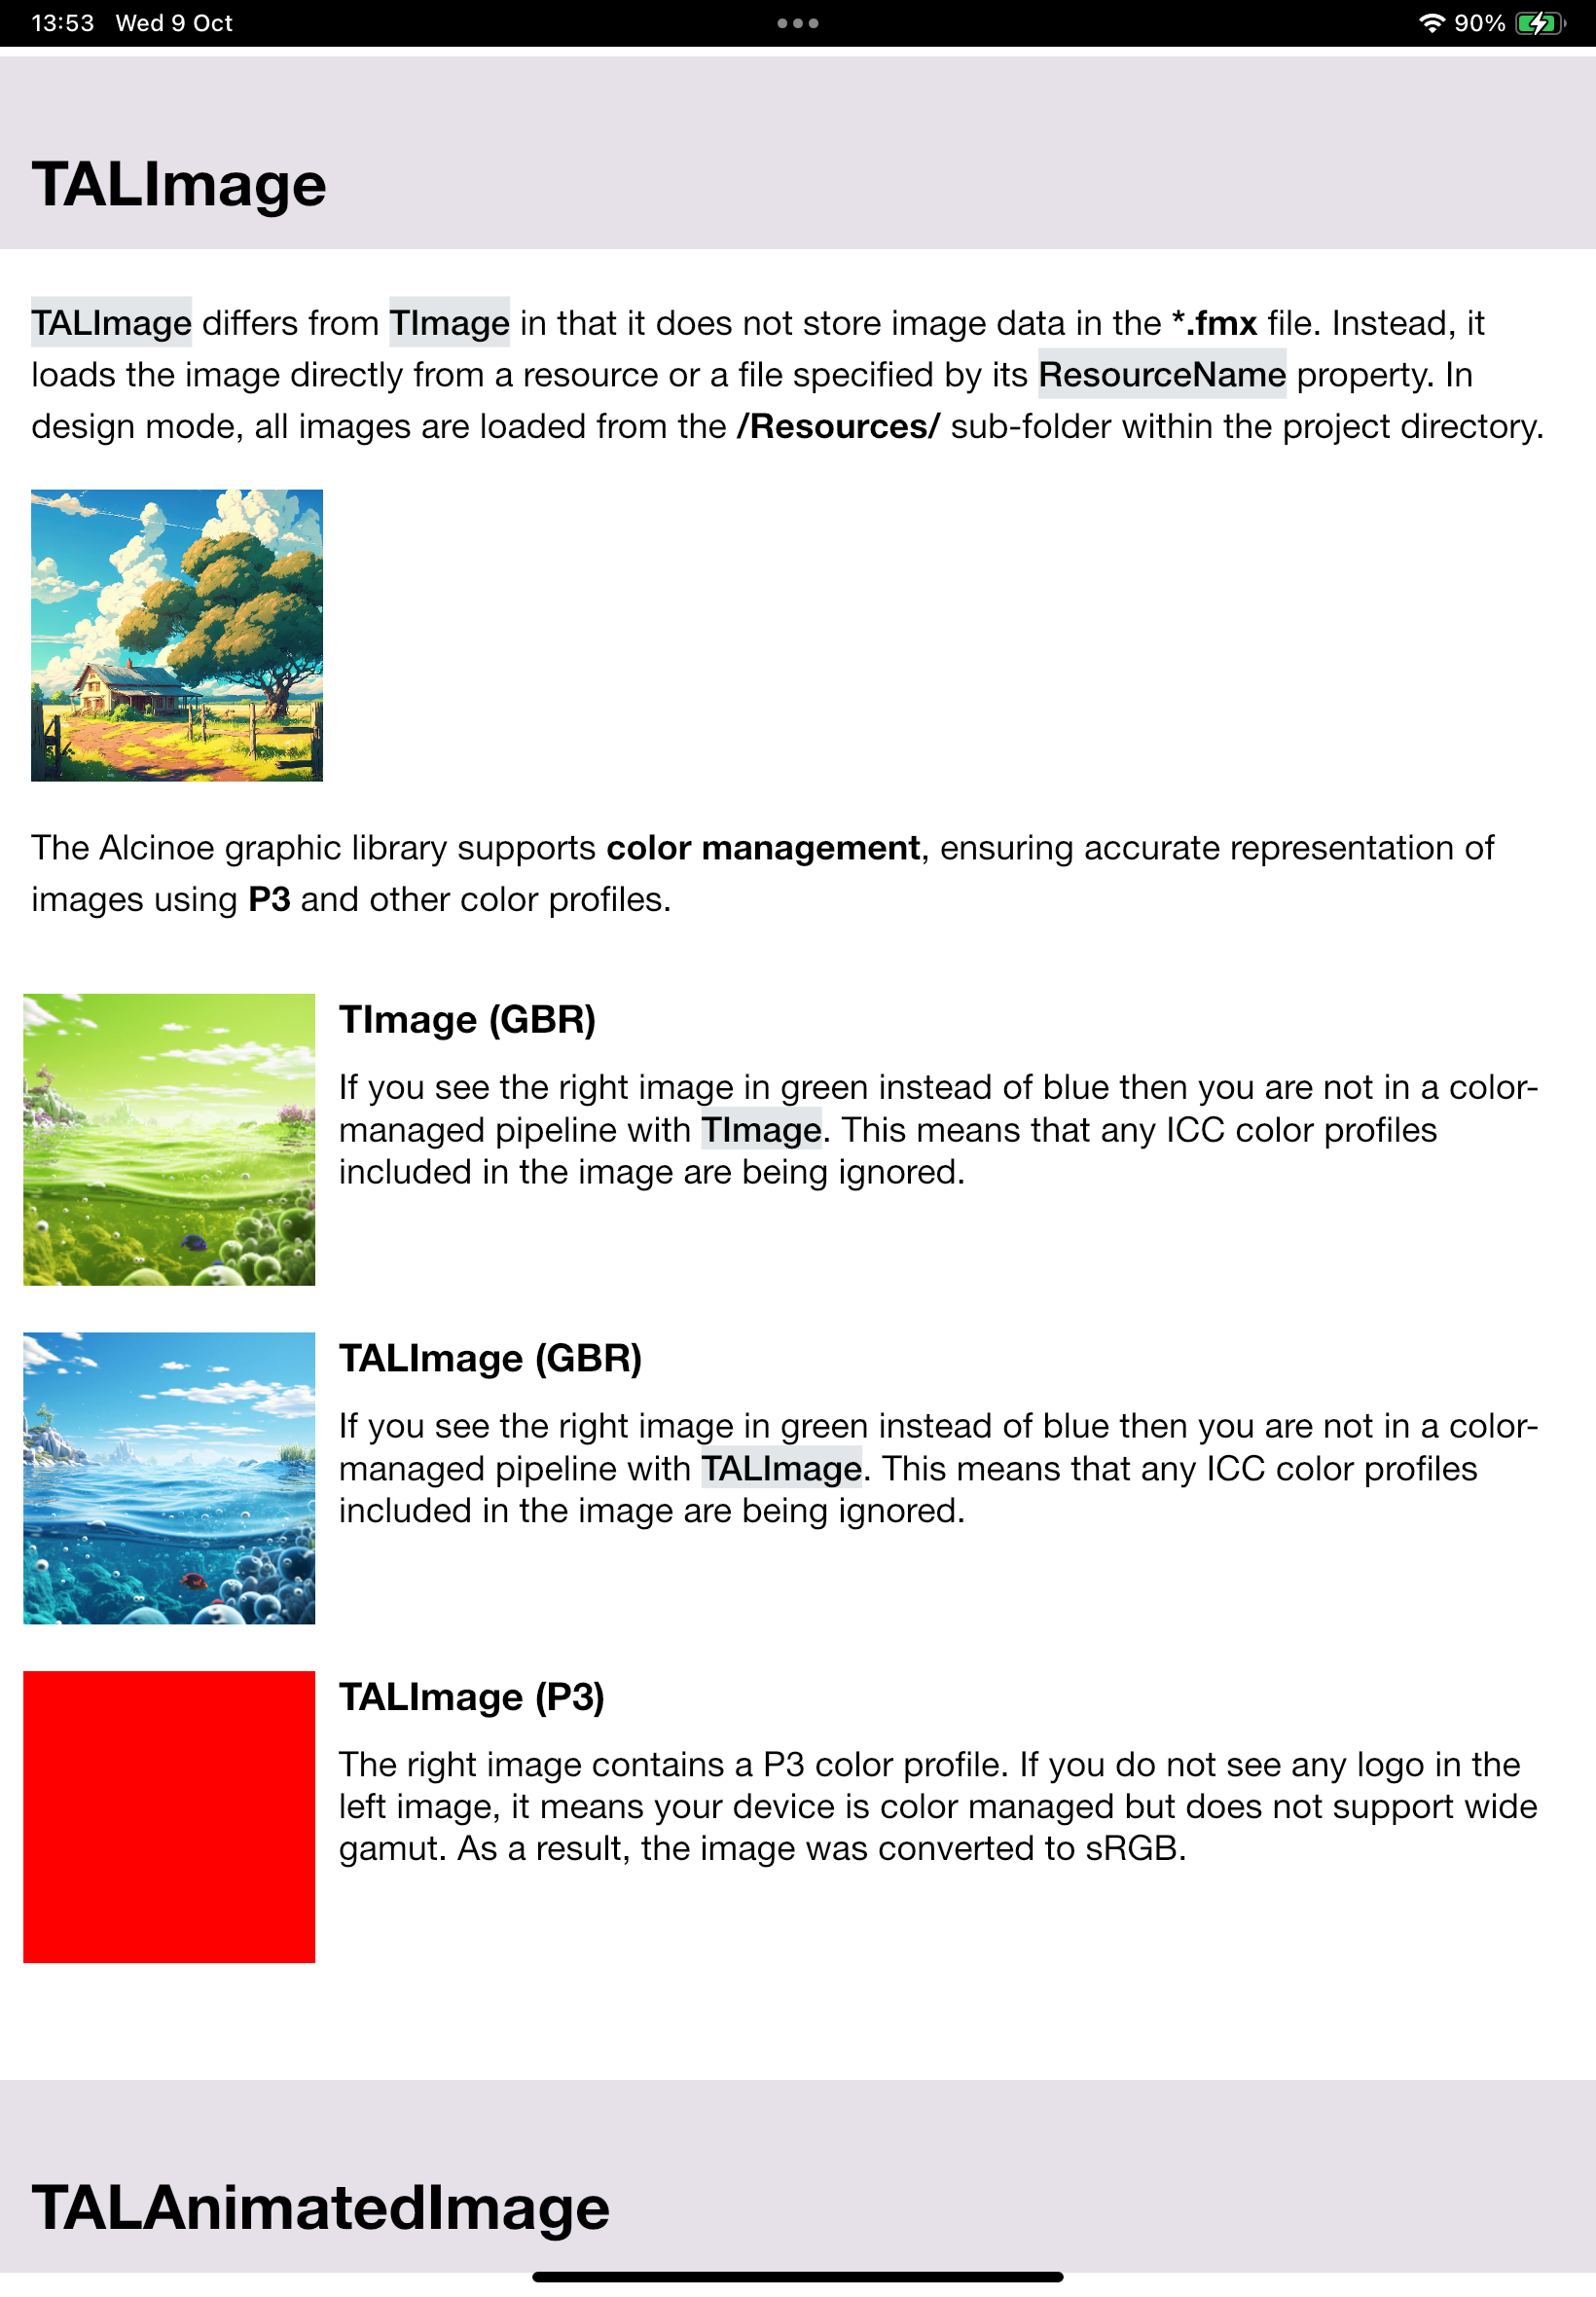 13:53 Wed 9 Oct 90%
TALImage
TALImage differs from TImage in that it does not store image data in the *.fmx file. Instead, it
loads the image directly from a resource or a file specified by its ResourceName property. In
design mode, all images are loaded from the /Resources/ sub-folder within the project directory.
The Alcinoe graphic library supports color management, ensuring accurate representation of
images using P3 and other color profiles.
TImage (GBR)
If you see the right image in green instead of blue then you are not in a color-
managed pipeline with TImage. This means that any ICC color profiles
included in the image are being ignored.
TALImage (GBR)
If you see the right image in green instead of blue then you are not in a color-
managed pipeline with TALImage. This means that any ICC color profiles
included in the image are being ignored.
TALImage (P3)
The right image contains a P3 color profile. If you do not see any logo in the
left image, it means your device is color managed but does not support wide
gamut. As a result, the image was converted to sRGB.
TALAnimatedImage